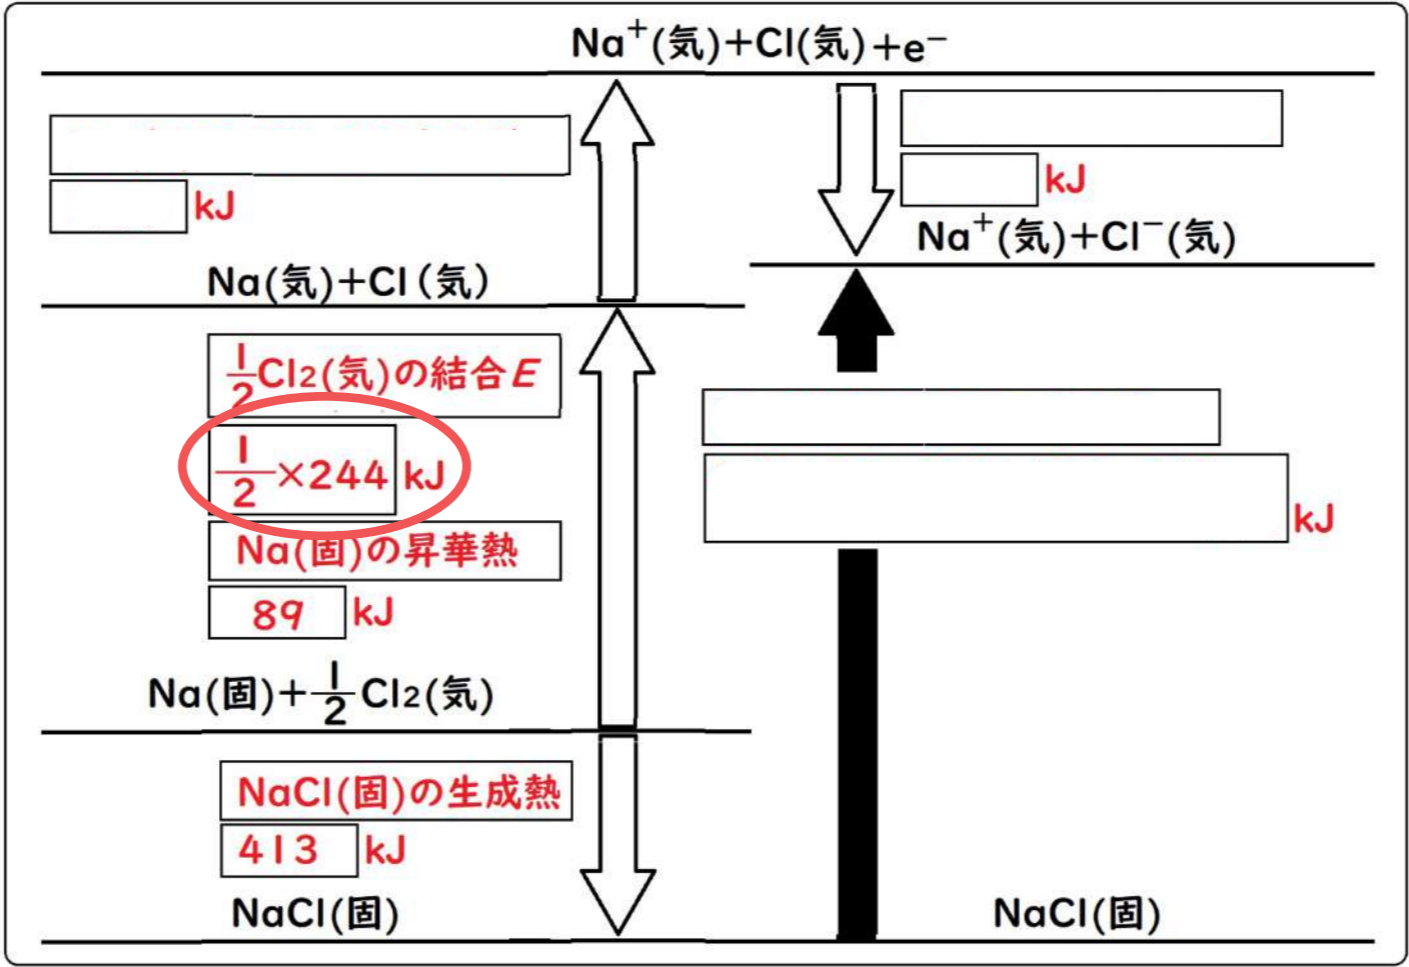 Na⁺(気)+Cl(気)+e⁻
kJ
kJ
Na⁺(気)+Cl⁻(気)
Na(気)+Cl(気)
1/2Cl₂(気)の結合E
1/2×244 kJ
kJ
Na(固)の昇華熱
89 kJ
Na(固)+1/2Cl₂(気)
NaCl(固)の生成熱
413 kJ
NaCl(固)
NaCl(固)